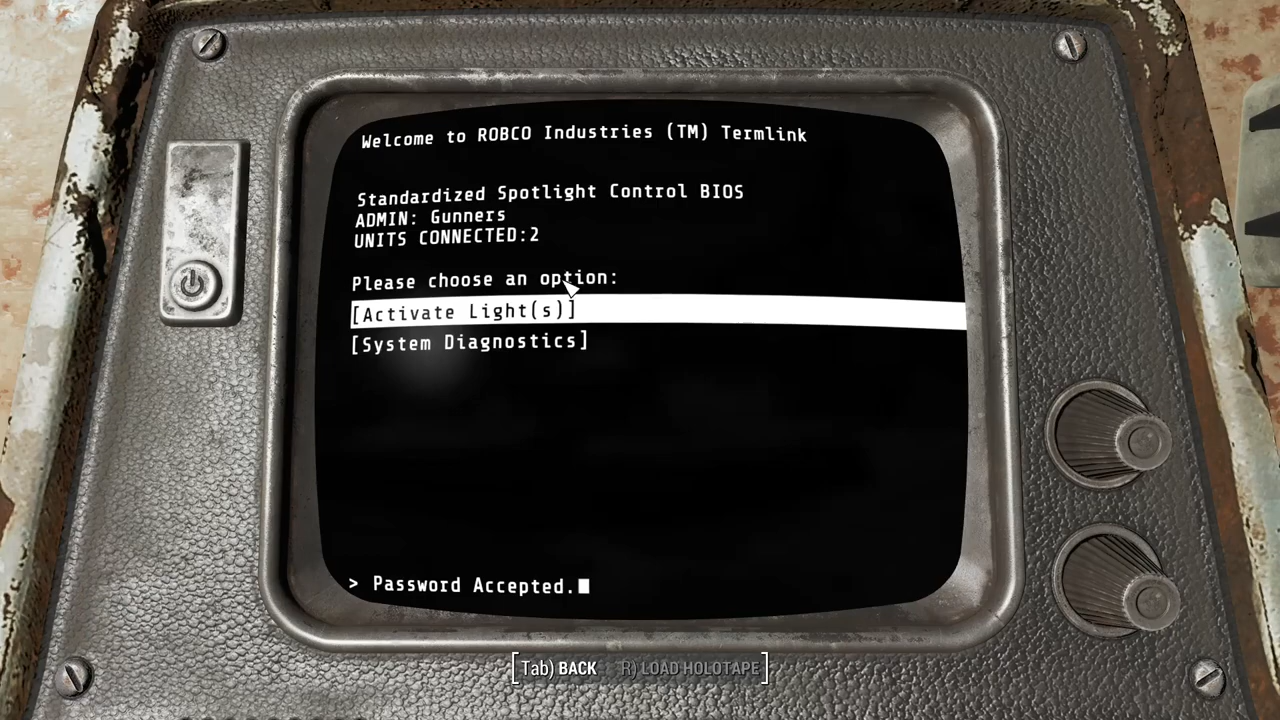 Welcome to ROBCO Industries (TM) Termlink
Standardized Spotlight Control BIOS
ADMIN: Gunners
UNITS CONNECTED:2
Please choose an option:
[Activate Light(s)]
[System Diagnostics]
> Password Accepted.
[Tab) BACK R) LOAD HOLOTAPE]